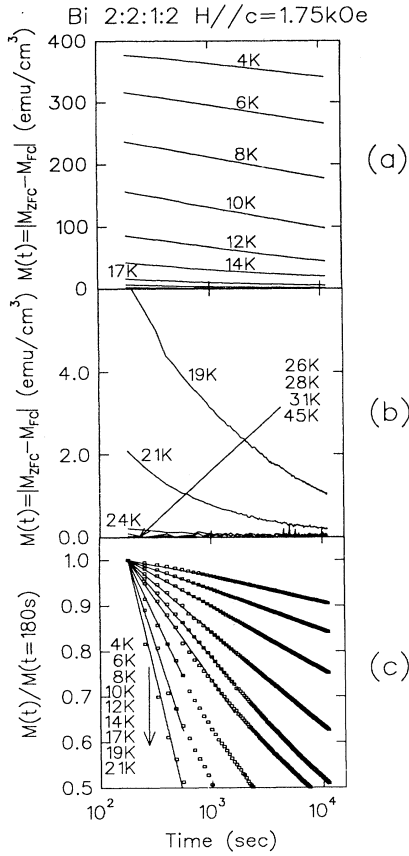 Bi 2:2:1:2 H//c=1.75kOe
400
300
200
100
0
M(t)=|M_ZFC−M_FC| (emu/cm³)
4K
6K
8K
10K
12K
14K
17K
(a)
4.0
2.0
0.0
M(t)=|M_ZFC−M_FC| (emu/cm³)
19K
21K
24K
26K
28K
31K
45K
(b)
1.0
0.9
0.8
0.7
0.6
0.5
M(t)/M(t=180s)
4K
6K
8K
10K
12K
14K
17K
19K
21K
(c)
10² 10³ 10⁴
Time (sec)